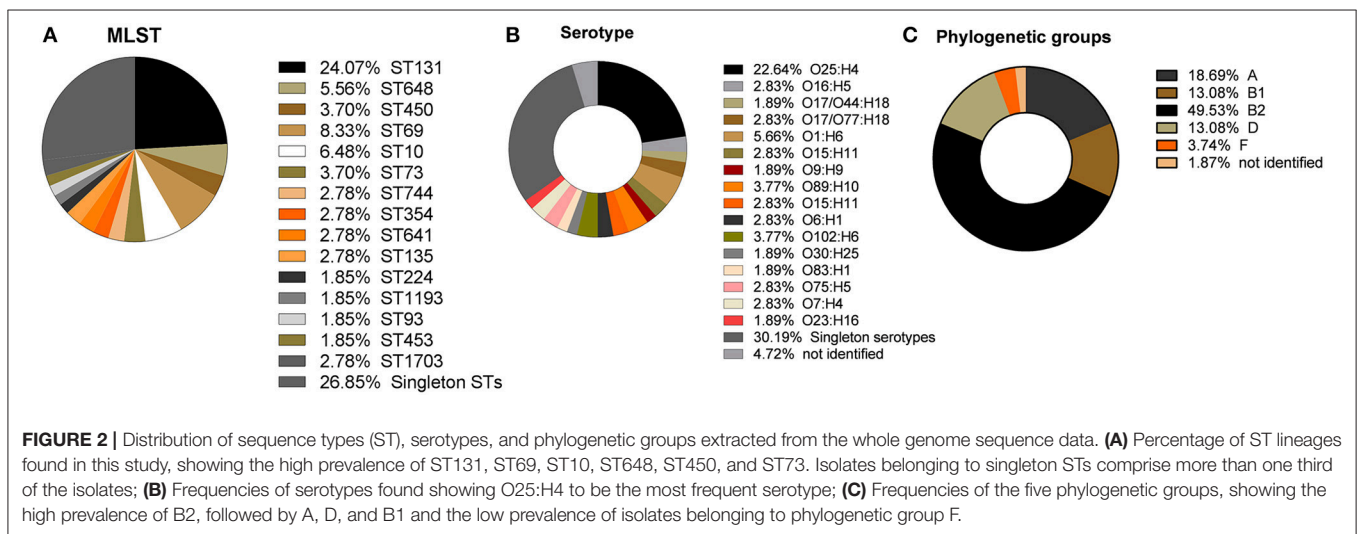 A MLST
24.07% ST131
5.56% ST648
3.70% ST450
8.33% ST69
6.48% ST10
3.70% ST73
2.78% ST744
2.78% ST354
2.78% ST641
2.78% ST135
1.85% ST224
1.85% ST1193
1.85% ST93
1.85% ST453
2.78% ST1703
26.85% Singleton STs
B Serotype
22.64% O25:H4
2.83% O16:H5
1.89% O17/O44:H18
2.83% O17/O77:H18
5.66% O1:H6
2.83% O15:H11
1.89% O9:H9
3.77% O89:H10
2.83% O15:H11
2.83% O6:H1
3.77% O102:H6
1.89% O30:H25
1.89% O83:H1
2.83% O75:H5
2.83% O7:H4
1.89% O23:H16
30.19% Singleton serotypes
4.72% not identified
C Phylogenetic groups
18.69% A
13.08% B1
49.53% B2
13.08% D
3.74% F
1.87% not identified
FIGURE 2 | Distribution of sequence types (ST), serotypes, and phylogenetic groups extracted from the whole genome sequence data. (A) Percentage of ST lineages
found in this study, showing the high prevalence of ST131, ST69, ST10, ST648, ST450, and ST73. Isolates belonging to singleton STs comprise more than one third
of the isolates; (B) Frequencies of serotypes found showing O25:H4 to be the most frequent serotype; (C) Frequencies of the five phylogenetic groups, showing the
high prevalence of B2, followed by A, D, and B1 and the low prevalence of isolates belonging to phylogenetic group F.